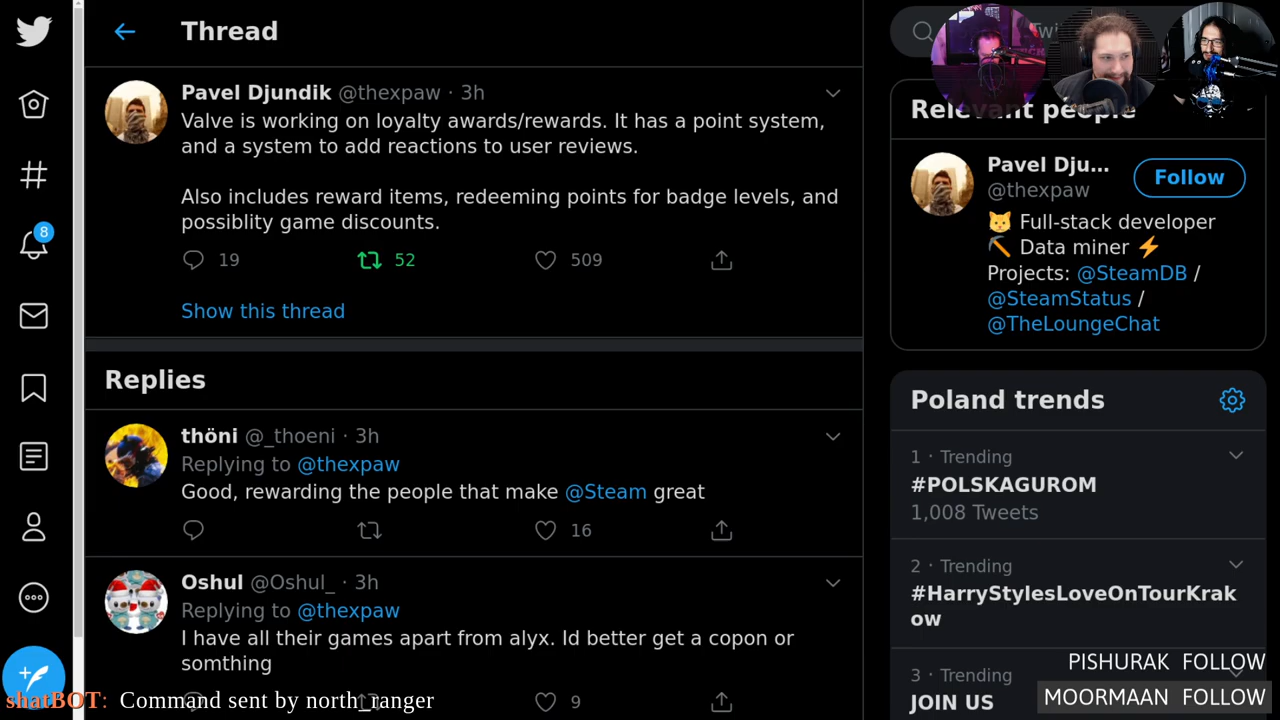 Thread
Pavel Djundik @thexpaw · 3h
Valve is working on loyalty awards/rewards. It has a point system,
and a system to add reactions to user reviews.
Also includes reward items, redeeming points for badge levels, and
possiblity game discounts.
19 52 509
Show this thread
Replies
thöni @_thoeni · 3h
Replying to @thexpaw
Good, rewarding the people that make @Steam great
16
Oshul @Oshul_ · 3h
Replying to @thexpaw
I have all their games apart from alyx. Id better get a copon or
somthing
9
8
Relevant people
Pavel Dju...
Follow
@thexpaw
Full-stack developer
Data miner
Projects: @SteamDB /
@SteamStatus /
@TheLoungeChat
Poland trends
1 · Trending
#POLSKAGUROM
1,008 Tweets
2 · Trending
#HarryStylesLoveOnTourKrak
ow
3 · Trending
JOIN US
PISHURAK FOLLOW
MOORMAAN FOLLOW
shatBOT: Command sent by north_ranger